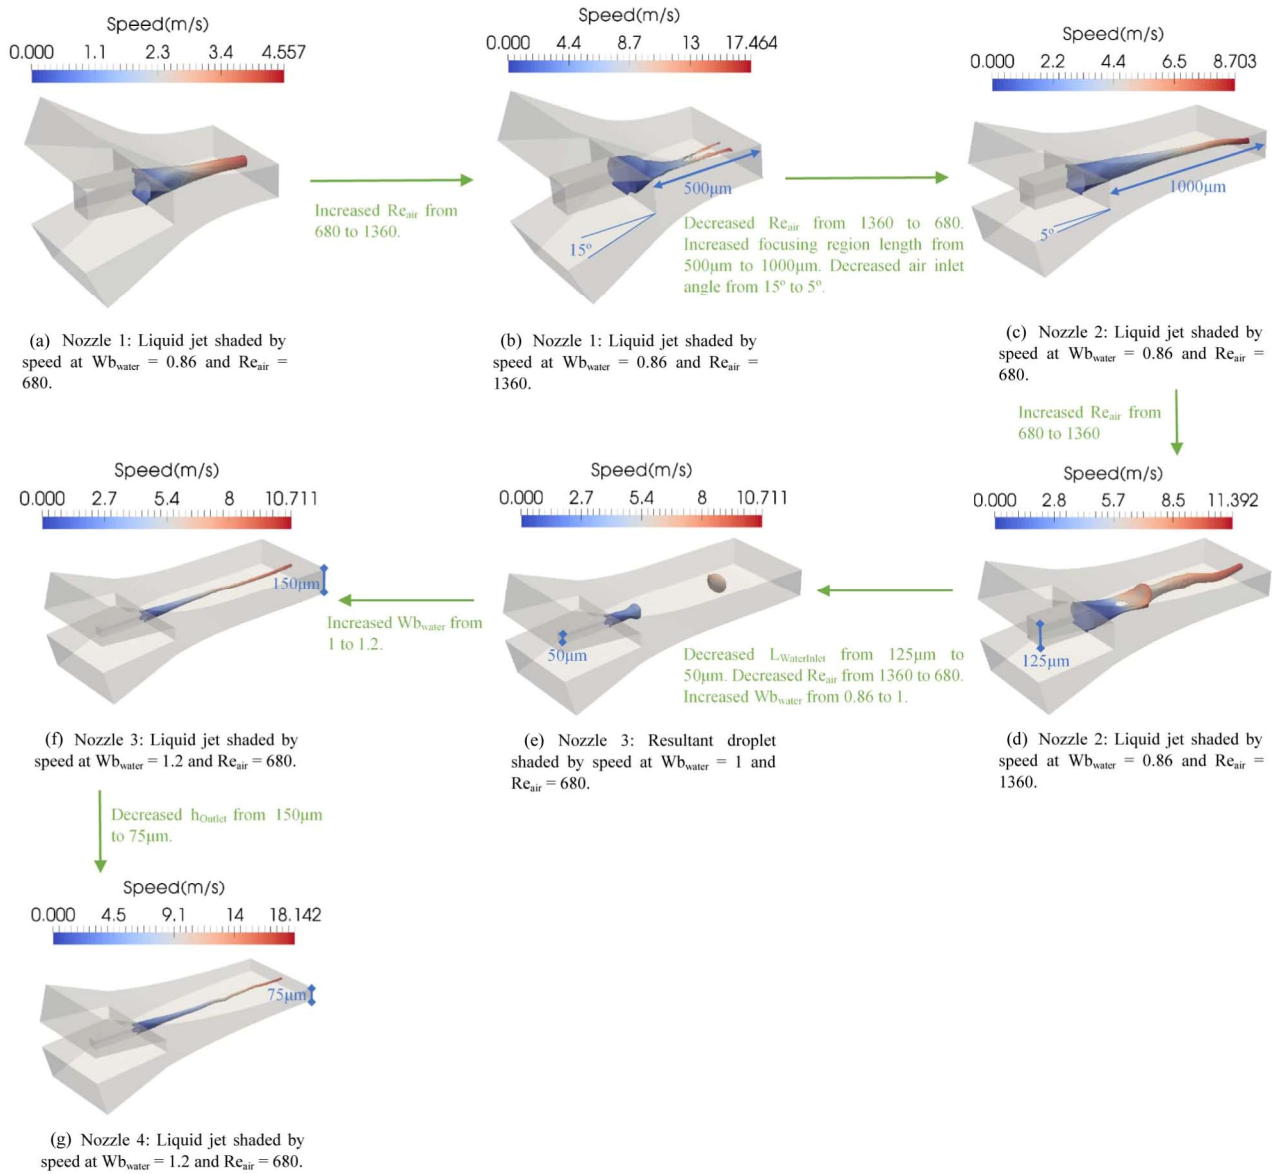 Speed(m/s)
0.000 1.1 2.3 3.4 4.557
(a) Nozzle 1: Liquid jet shaded by
speed at Wbwater = 0.86 and Reair =
680.
Increased Reair from
680 to 1360.
Speed(m/s)
0.000 4.4 8.7 13 17.464
500μm
15°
(b) Nozzle 1: Liquid jet shaded by
speed at Wbwater = 0.86 and Reair =
1360.
Decreased Reair from 1360 to 680.
Increased focusing region length from
500μm to 1000μm. Decreased air inlet
angle from 15° to 5°.
Speed(m/s)
0.000 2.2 4.4 6.5 8.703
1000μm
5°
(c) Nozzle 2: Liquid jet shaded by
speed at Wbwater = 0.86 and Reair =
680.
Increased Reair from
680 to 1360
Speed(m/s)
0.000 2.8 5.7 8.5 11.392
125μm
(d) Nozzle 2: Liquid jet shaded by
speed at Wbwater = 0.86 and Reair =
1360.
Decreased LWaterInlet from 125μm to
50μm. Decreased Reair from 1360 to 680.
Increased Wbwater from 0.86 to 1.
Speed(m/s)
0.000 2.7 5.4 8 10.711
50μm
(e) Nozzle 3: Resultant droplet
shaded by speed at Wbwater = 1 and
Reair = 680.
Increased Wbwater from
1 to 1.2.
Speed(m/s)
0.000 2.7 5.4 8 10.711
150μm
(f) Nozzle 3: Liquid jet shaded by
speed at Wbwater = 1.2 and Reair = 680.
Decreased hOutlet from 150μm
to 75μm.
Speed(m/s)
0.000 4.5 9.1 14 18.142
75μm
(g) Nozzle 4: Liquid jet shaded by
speed at Wbwater = 1.2 and Reair = 680.